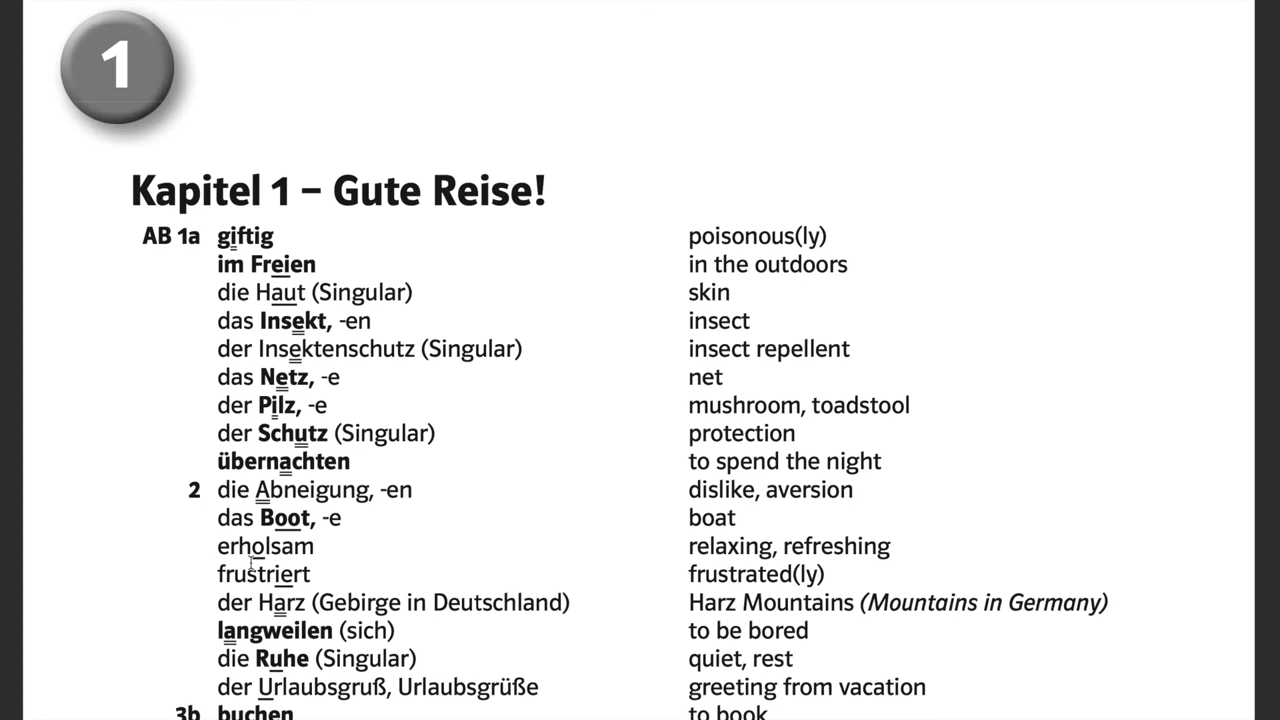 1
Kapitel 1 – Gute Reise!
AB 1a giftig poisonous(ly)
im Freien in the outdoors
die Haut (Singular) skin
das Insekt, -en insect
der Insektenschutz (Singular) insect repellent
das Netz, -e net
der Pilz, -e mushroom, toadstool
der Schutz (Singular) protection
übernachten to spend the night
2 die Abneigung, -en dislike, aversion
das Boot, -e boat
erholsam relaxing, refreshing
frustriert frustrated(ly)
der Harz (Gebirge in Deutschland) Harz Mountains (Mountains in Germany)
langweilen (sich) to be bored
die Ruhe (Singular) quiet, rest
der Urlaubsgruß, Urlaubsgrüße greeting from vacation
3b buchen to book